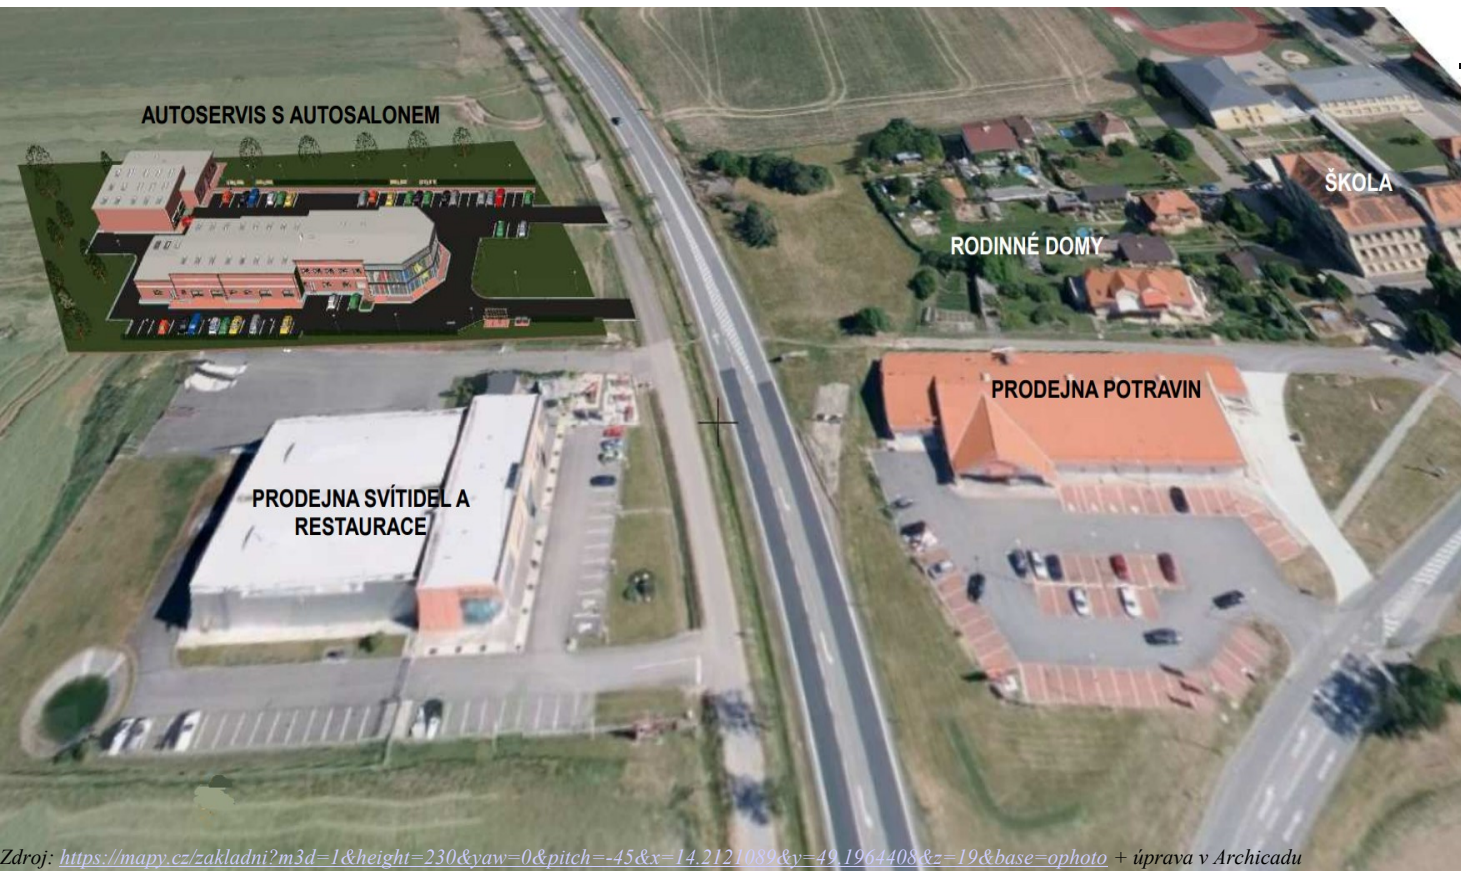 AUTOSERVIS S AUTOSALONEM
ŠKOLA
RODINNÉ DOMY
PRODEJNA POTRAVIN
PRODEJNA SVÍTIDEL A
RESTAURACE
Zdroj: https://mapy.cz/zakladni?m3d=1&height=230&yaw=0&pitch=-45&x=14.2121089&y=49.1964408&z=19&base=ophoto + úprava v Archicadu